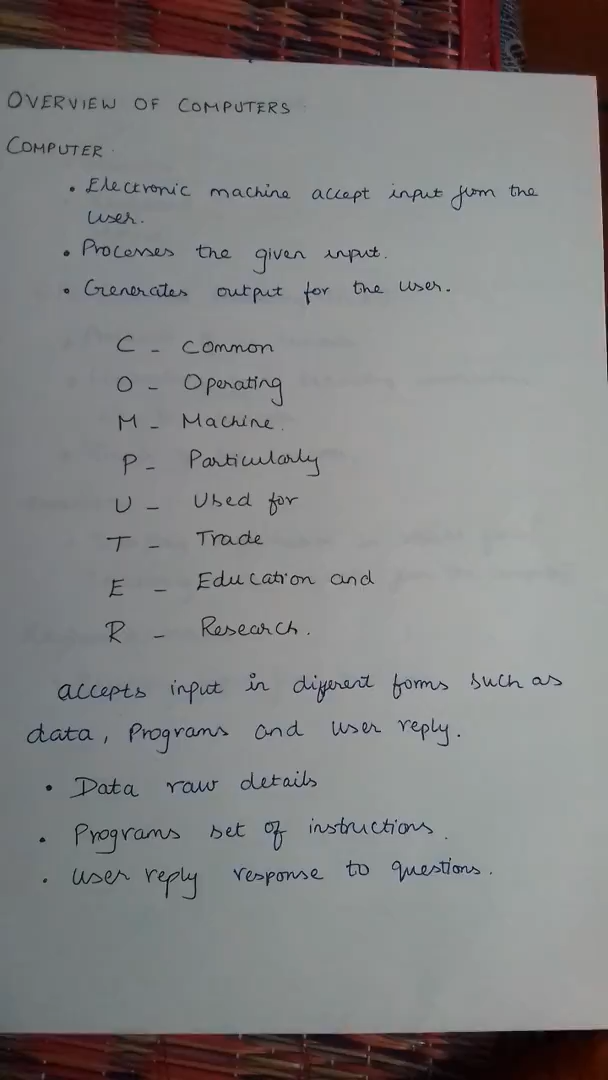 OVERVIEW OF COMPUTERS.
COMPUTER.
• Electronic machine accept input from the
user.
• Processes the given input.
• Generates output for the user.
C - Common
O - Operating
M - Machine.
P - Particularly
U - Used for
T - Trade
E - Education and
R - Research.
accepts input in different forms such as
data, Programs and user reply.
• Data raw details
• Programs set of instructions.
• user reply response to questions.